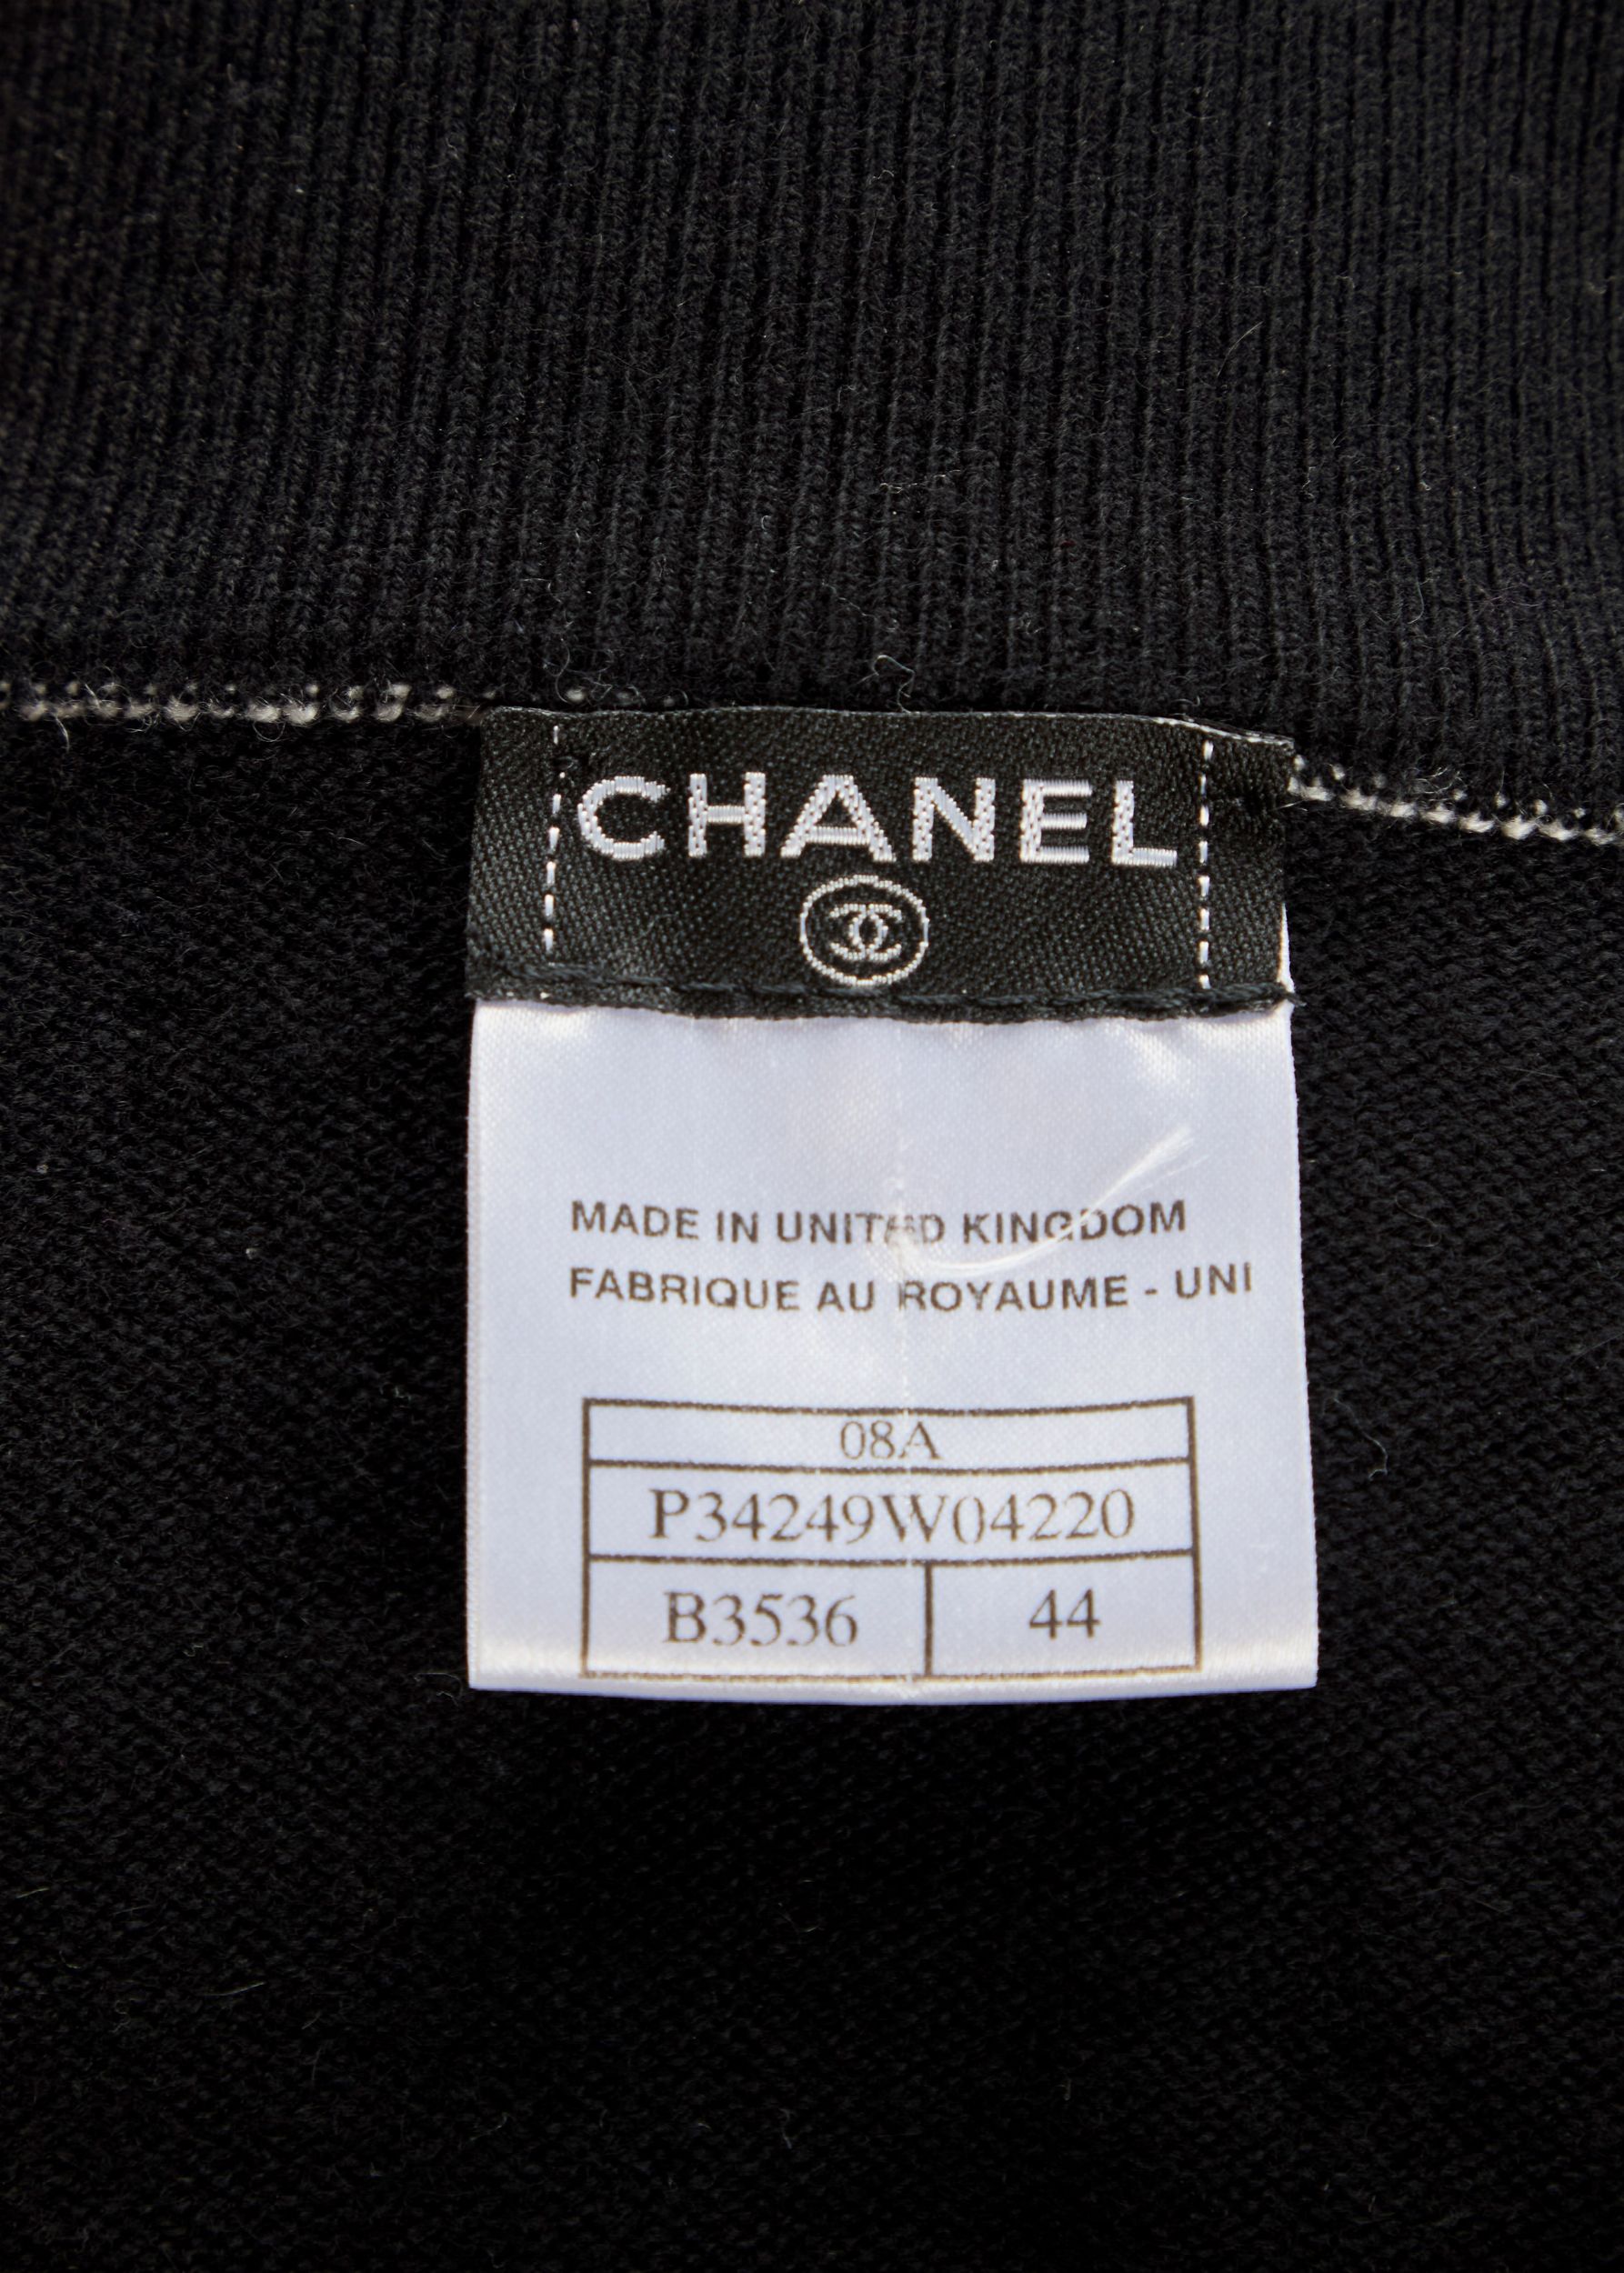 CHANEL
MADE IN UNITED KINGDOM
FABRIQUE AU ROYAUME - UNI
08A
P34249W04220
B3536 44